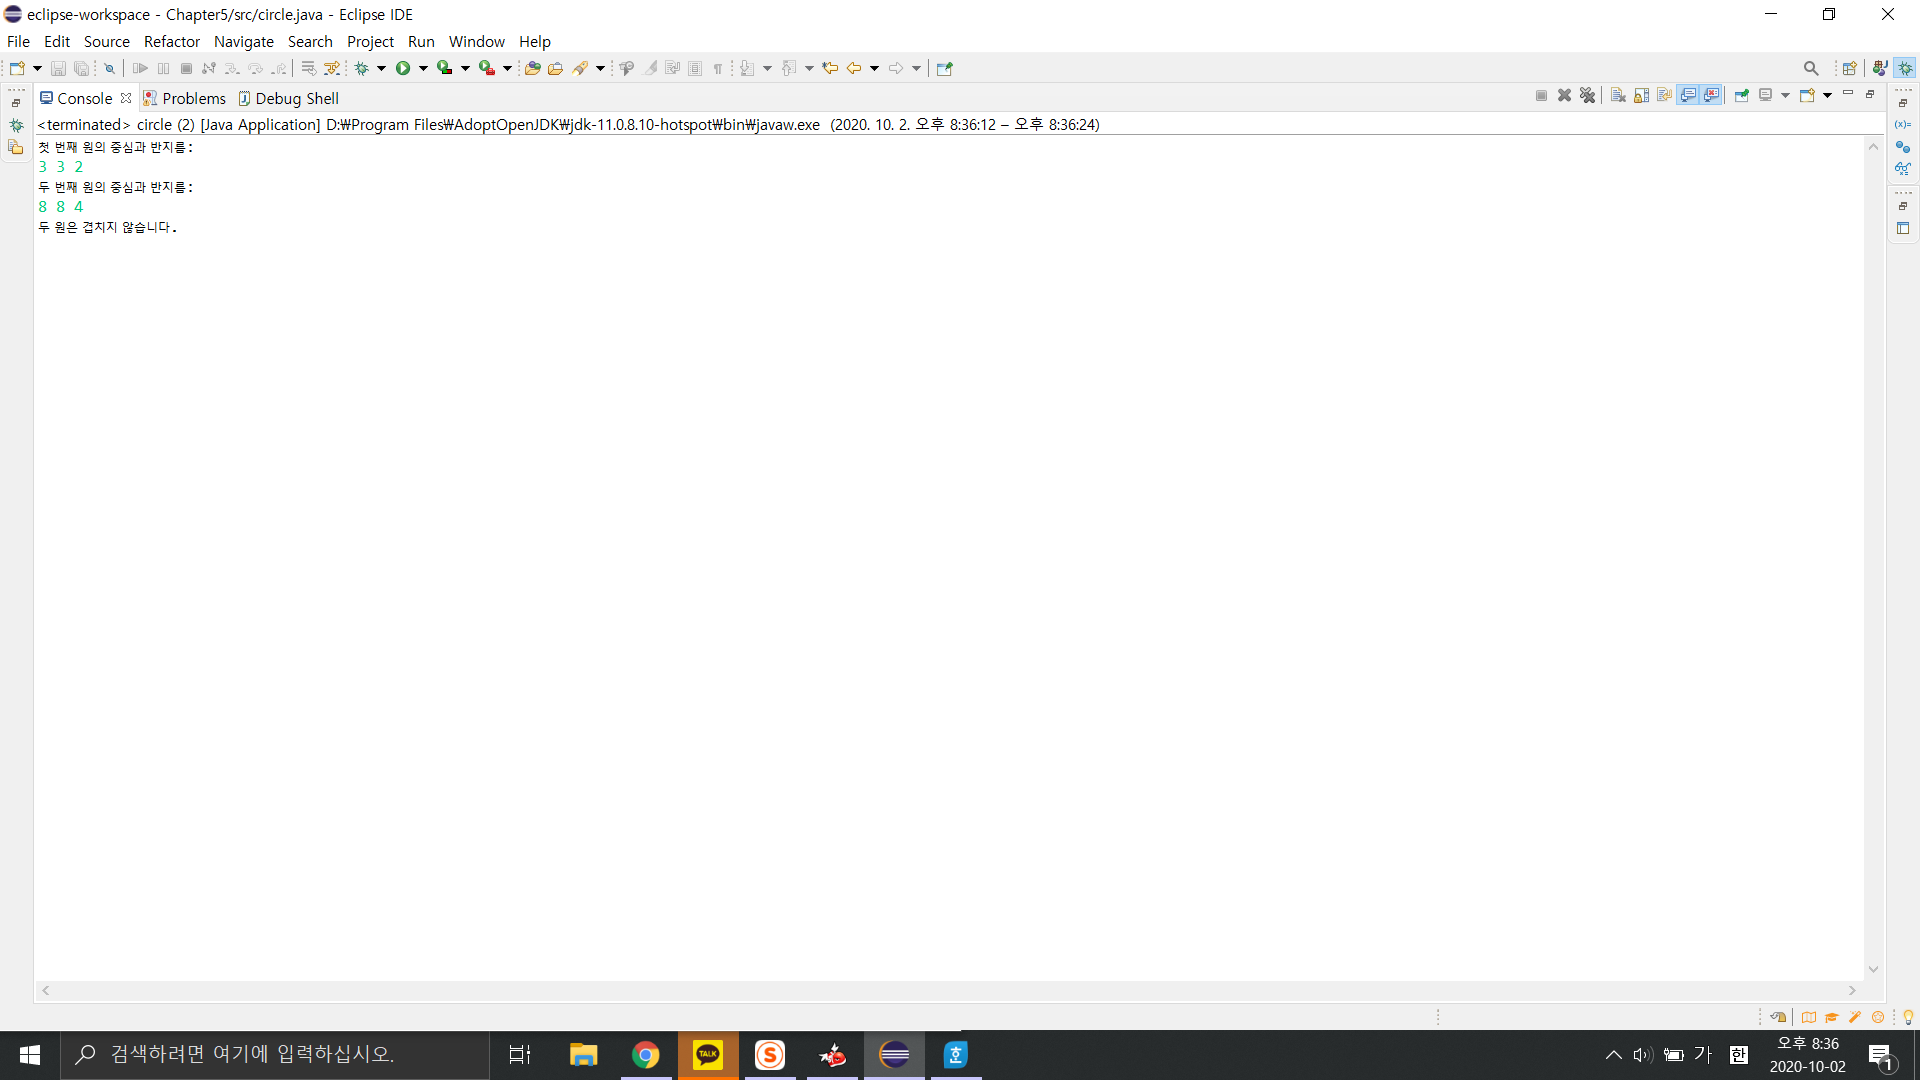 eclipse-workspace - Chapter5/src/circle.java - Eclipse IDE
File Edit Source Refactor Navigate Search Project Run Window Help
Console Problems Debug Shell
<terminated> circle (2) [Java Application] D:₩Program Files₩AdoptOpenJDK₩jdk-11.0.8.10-hotspot₩bin₩javaw.exe (2020. 10. 2. 오후 8:36:12 – 오후 8:36:24)
첫 번째 원의 중심과 반지름:
3 3 2
두 번째 원의 중심과 반지름:
8 8 4
두 원은 겹치지 않습니다.
검색하려면 여기에 입력하십시오.
TALK
S
호
가
한
오후 8:36
2020-10-02
1